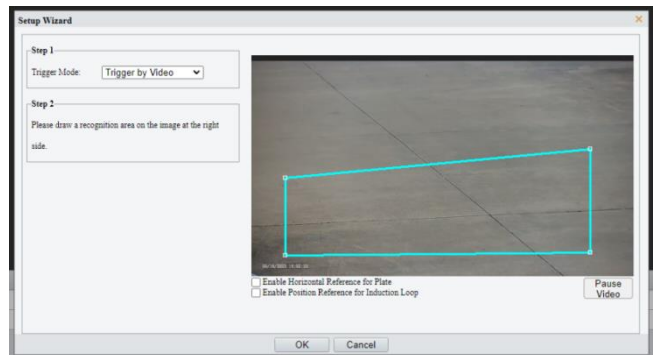 Setup Wizard
Step 1
Trigger Mode: Trigger by Video
Step 2
Please draw a recognition area on the image at the right
side.
Enable Horizontal Reference for Plate
Enable Position Reference for Induction Loop
Pause
Video
OK Cancel